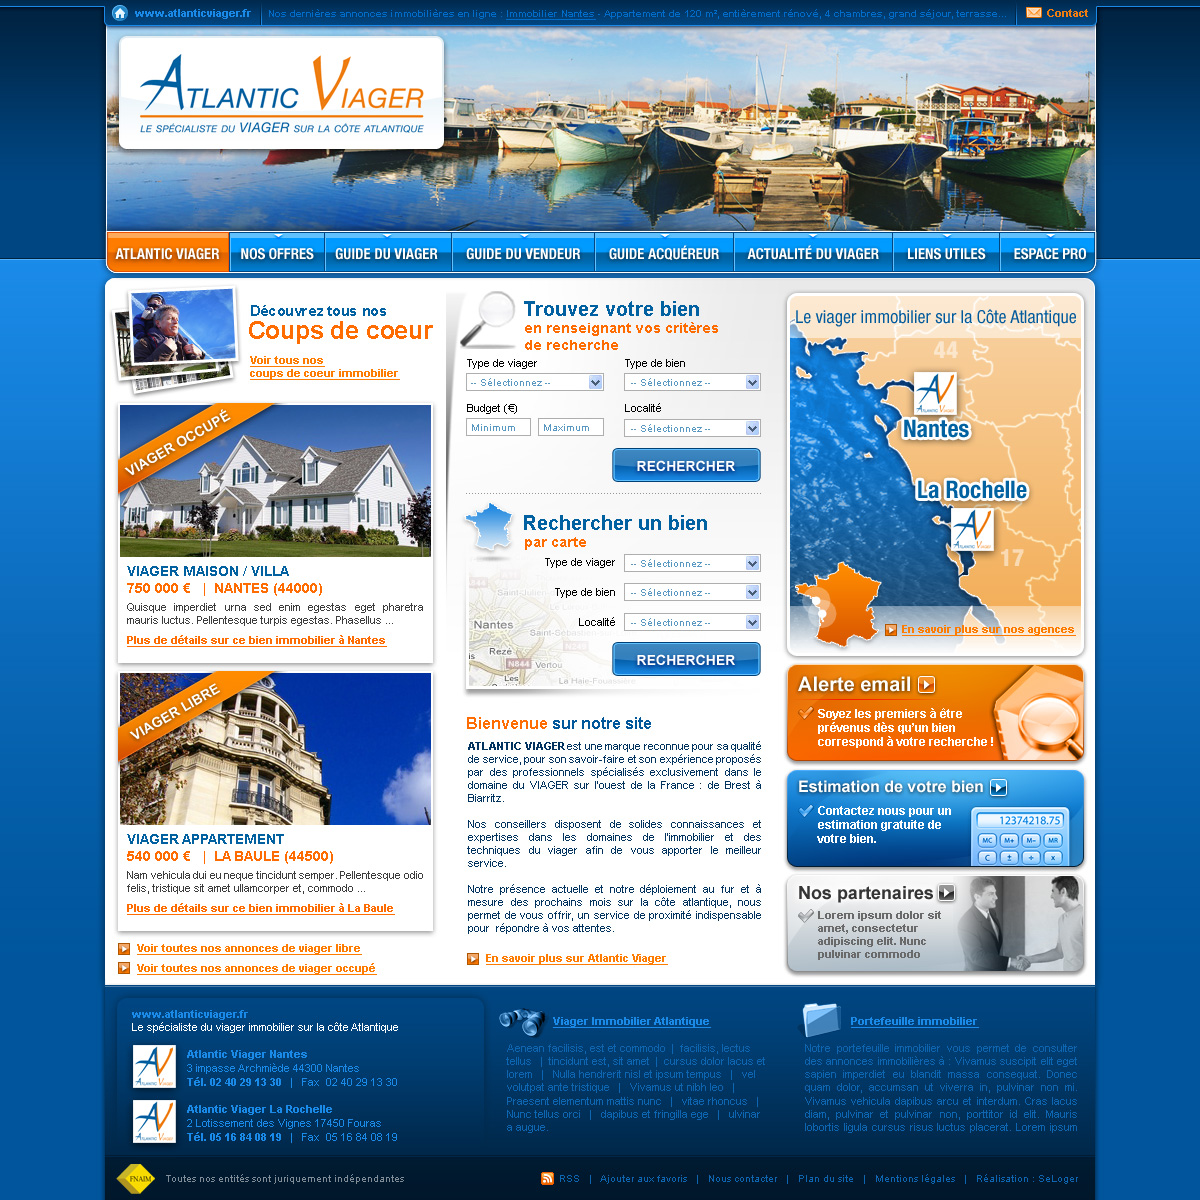 www.atlanticviager.fr
Nos dernières annonces immobilières en ligne : Immobilier Nantes - Appartement de 120 m², entièrement rénové, 4 chambres, grand séjour, terrasse...
Contact
ATLANTIC VIAGER
LE SPÉCIALISTE DU VIAGER SUR LA CÔTE ATLANTIQUE
ATLANTIC VIAGER
NOS OFFRES
GUIDE DU VIAGER
GUIDE DU VENDEUR
GUIDE ACQUÉREUR
ACTUALITÉ DU VIAGER
LIENS UTILES
ESPACE PRO
Découvrez tous nos
Coups de coeur
Voir tous nos
coups de coeur immobilier
VIAGER OCCUPÉ
VIAGER MAISON / VILLA
750 000 € | NANTES (44000)
Quisque imperdiet urna sed enim egestas eget pharetra
mauris luctus. Pellentesque turpis egestas. Phasellus ...
Plus de détails sur ce bien immobilier à Nantes
VIAGER LIBRE
VIAGER APPARTEMENT
540 000 € | LA BAULE (44500)
Nam vehicula dui eu neque tincidunt semper. Pellentesque odio
felis, tristique sit amet ullamcorper et, commodo ...
Plus de détails sur ce bien immobilier à La Baule
Voir toutes nos annonces de viager libre
Voir toutes nos annonces de viager occupé
Trouvez votre bien
en renseignant vos critères
de recherche
Type de viager
Type de bien
-- Sélectionnez --
-- Sélectionnez --
Budget (€)
Localité
Minimum
Maximum
-- Sélectionnez --
RECHERCHER
Rechercher un bien
par carte
Type de viager
-- Sélectionnez --
Type de bien
-- Sélectionnez --
Localité
-- Sélectionnez --
Nantes
Rezé
N844
Vertou
Les
La Haie-Fouassière
RECHERCHER
Bienvenue sur notre site
ATLANTIC VIAGER est une marque reconnue pour sa qualité
de service, pour son savoir-faire et son expérience proposés
par des professionnels spécialisés exclusivement dans le
domaine du VIAGER sur l'ouest de la France : de Brest à
Biarritz.
Nos conseillers disposent de solides connaissances et
expertises dans les domaines de l'immobilier et des
techniques du viager afin de vous apporter le meilleur
service.
Notre présence actuelle et notre déploiement au fur et à
mesure des prochains mois sur la côte atlantique, nous
permet de vous offrir, un service de proximité indispensable
pour répondre à vos attentes.
En savoir plus sur Atlantic Viager
Le viager immobilier sur la Côte Atlantique
44
AV
ATLANTIC VIAGER
Nantes
La Rochelle
AV
ATLANTIC VIAGER
17
En savoir plus sur nos agences
Alerte email
Soyez les premiers à être
prévenus dès qu'un bien
correspond à votre recherche !
Estimation de votre bien
Contactez nous pour un
estimation gratuite de
votre bien.
12374218.75
MC M+ M- MR
C ± ÷ x
Nos partenaires
Lorem ipsum dolor sit
amet, consectetur
adipiscing elit. Nunc
pulvinar commodo
www.atlanticviager.fr
Le spécialiste du viager immobilier sur la côte Atlantique
AV
ATLANTIC VIAGER
Atlantic Viager Nantes
3 impasse Archmiède 44300 Nantes
Tél. 02 40 29 13 30 | Fax 02 40 29 13 30
AV
ATLANTIC VIAGER
Atlantic Viager La Rochelle
2 Lotissement des Vignes 17450 Fouras
Tél. 05 16 84 08 19 | Fax 05 16 84 08 19
Viager Immobilier Atlantique
Aenean facilisis, est et commodo | facilisis, lectus
tellus | tincidunt est, sit amet | cursus dolor lacus et
lorem | Nulla hendrerit nisl et ipsum tempus | vel
volutpat ante tristique | Vivamus ut nibh leo |
Praesent elementum mattis nunc | vitae rhoncus |
Nunc tellus orci | dapibus et fringilla ege | ulvinar
a augue.
Portefeuille immobilier
Notre portefeuille immobilier vous permet de consulter
des annonces immobilières à : Vivamus suscipit elit eget
sapien imperdiet eu blandit massa consequat. Donec
quam dolor, accumsan ut viverra in, pulvinar non mi.
Vivamus vehicula dapibus arcu et interdum. Cras lacus
diam, pulvinar et pulvinar non, porttitor id elit. Mauris
lobortis ligula cursus risus luctus placerat. Lorem ipsum
FNAIM
Toutes nos entités sont juriquement indépendantes
RSS | Ajouter aux favoris | Nous contacter | Plan du site | Mentions légales | Réalisation : SeLoger